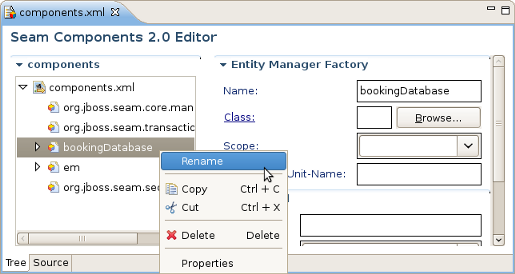 components.xml
Seam Components 2.0 Editor
components
components.xml
org.jboss.seam.core.man
org.jboss.seam.transactic
bookingDatabase
em
org.jboss.seam.sec
Entity Manager Factory
Name: bookingDatabase
Class: Browse...
Scope:
Unit-Name:
Rename
Copy Ctrl + C
Cut Ctrl + X
Delete Delete
Properties
Tree Source